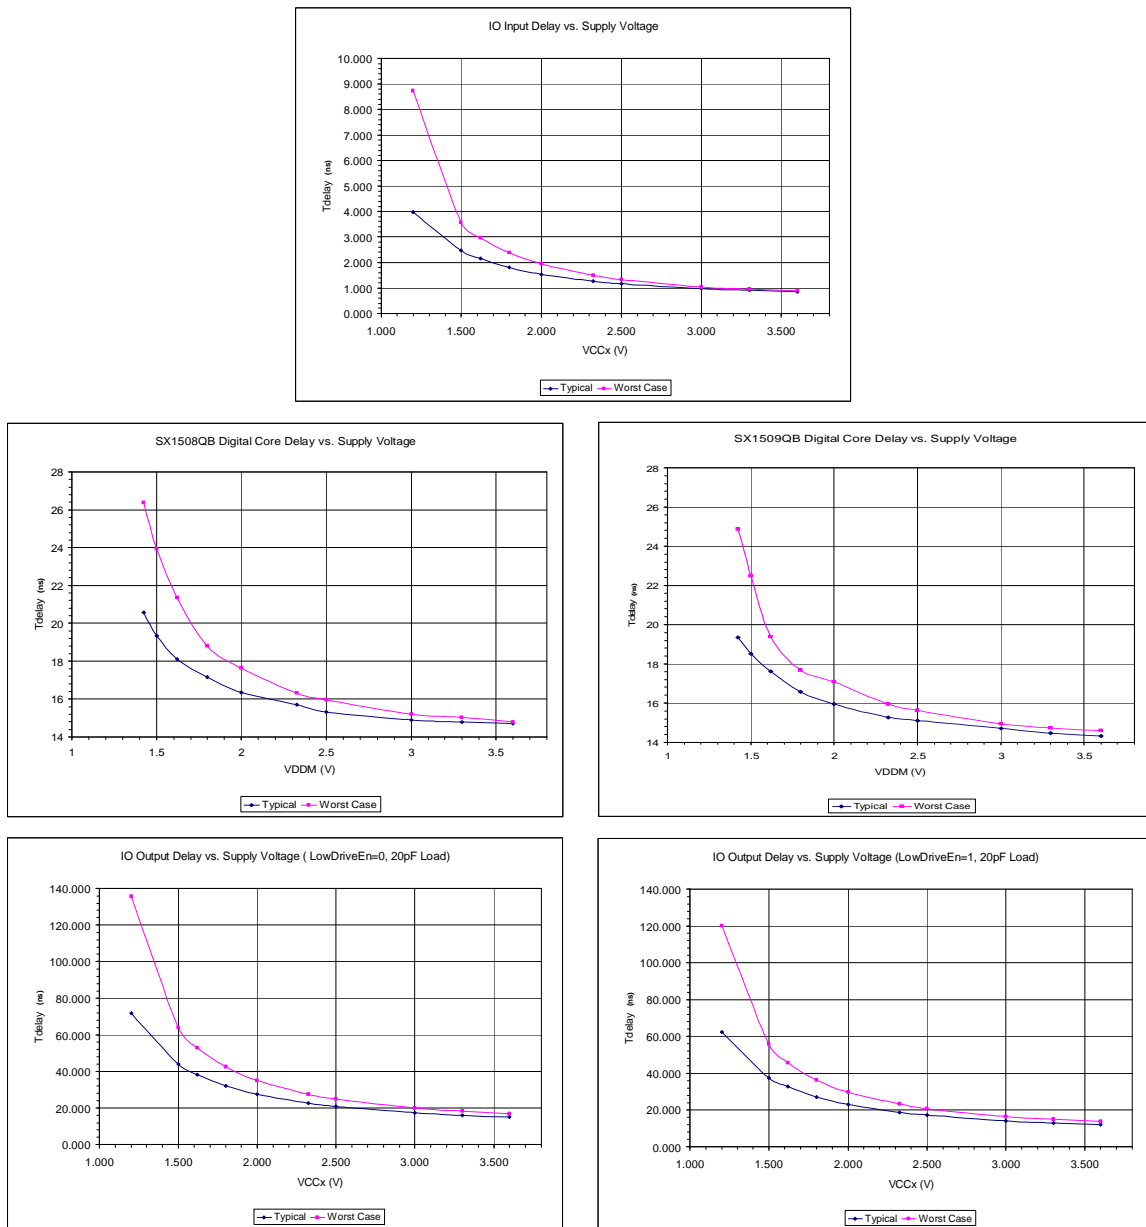 IO Input Delay vs. Supply Voltage
10.000
9.000
8.000
7.000
6.000
5.000
4.000
3.000
2.000
1.000
0.000
Tdelay (ns)
1.000 1.500 2.000 2.500 3.000 3.500
VCCx (V)
Typical Worst Case
SX1508QB Digital Core Delay vs. Supply Voltage
28
26
24
22
20
18
16
14
Tdelay (ns)
1 1.5 2 2.5 3 3.5
VDDM (V)
Typical Worst Case
SX1509QB Digital Core Delay vs. Supply Voltage
28
26
24
22
20
18
16
14
Tdelay (ns)
1 1.5 2 2.5 3 3.5
VDDM (V)
Typical Worst Case
IO Output Delay vs. Supply Voltage ( LowDriveEn=0, 20pF Load)
140.000
120.000
100.000
80.000
60.000
40.000
20.000
0.000
Tdelay (ns)
1.000 1.500 2.000 2.500 3.000 3.500
VCCx (V)
Typical Worst Case
IO Output Delay vs. Supply Voltage (LowDriveEn=1, 20pF Load)
140.000
120.000
100.000
80.000
60.000
40.000
20.000
0.000
Tdelay (ns)
1.000 1.500 2.000 2.500 3.000 3.500
VCCx (V)
Typical Worst Case